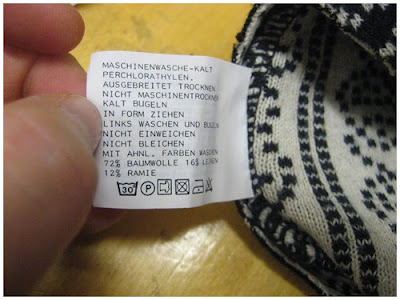 MASCHINENWASCHE-KALT
PERCHLORATHYLEN.
AUSGEBREITET TROCKNEN
NICHT MASCHINENTROCKNEN
KALT BUGELN
IN FORM ZIEHEN
LINKS WASCHEN UND BUGELN
NICHT EINWEICHEN
NICHT BLEICHEN
MIT AHNL. FARBEN WASCHEN
72% BAUMWOLLE 16% LEINEN
12% RAMIE
30 P